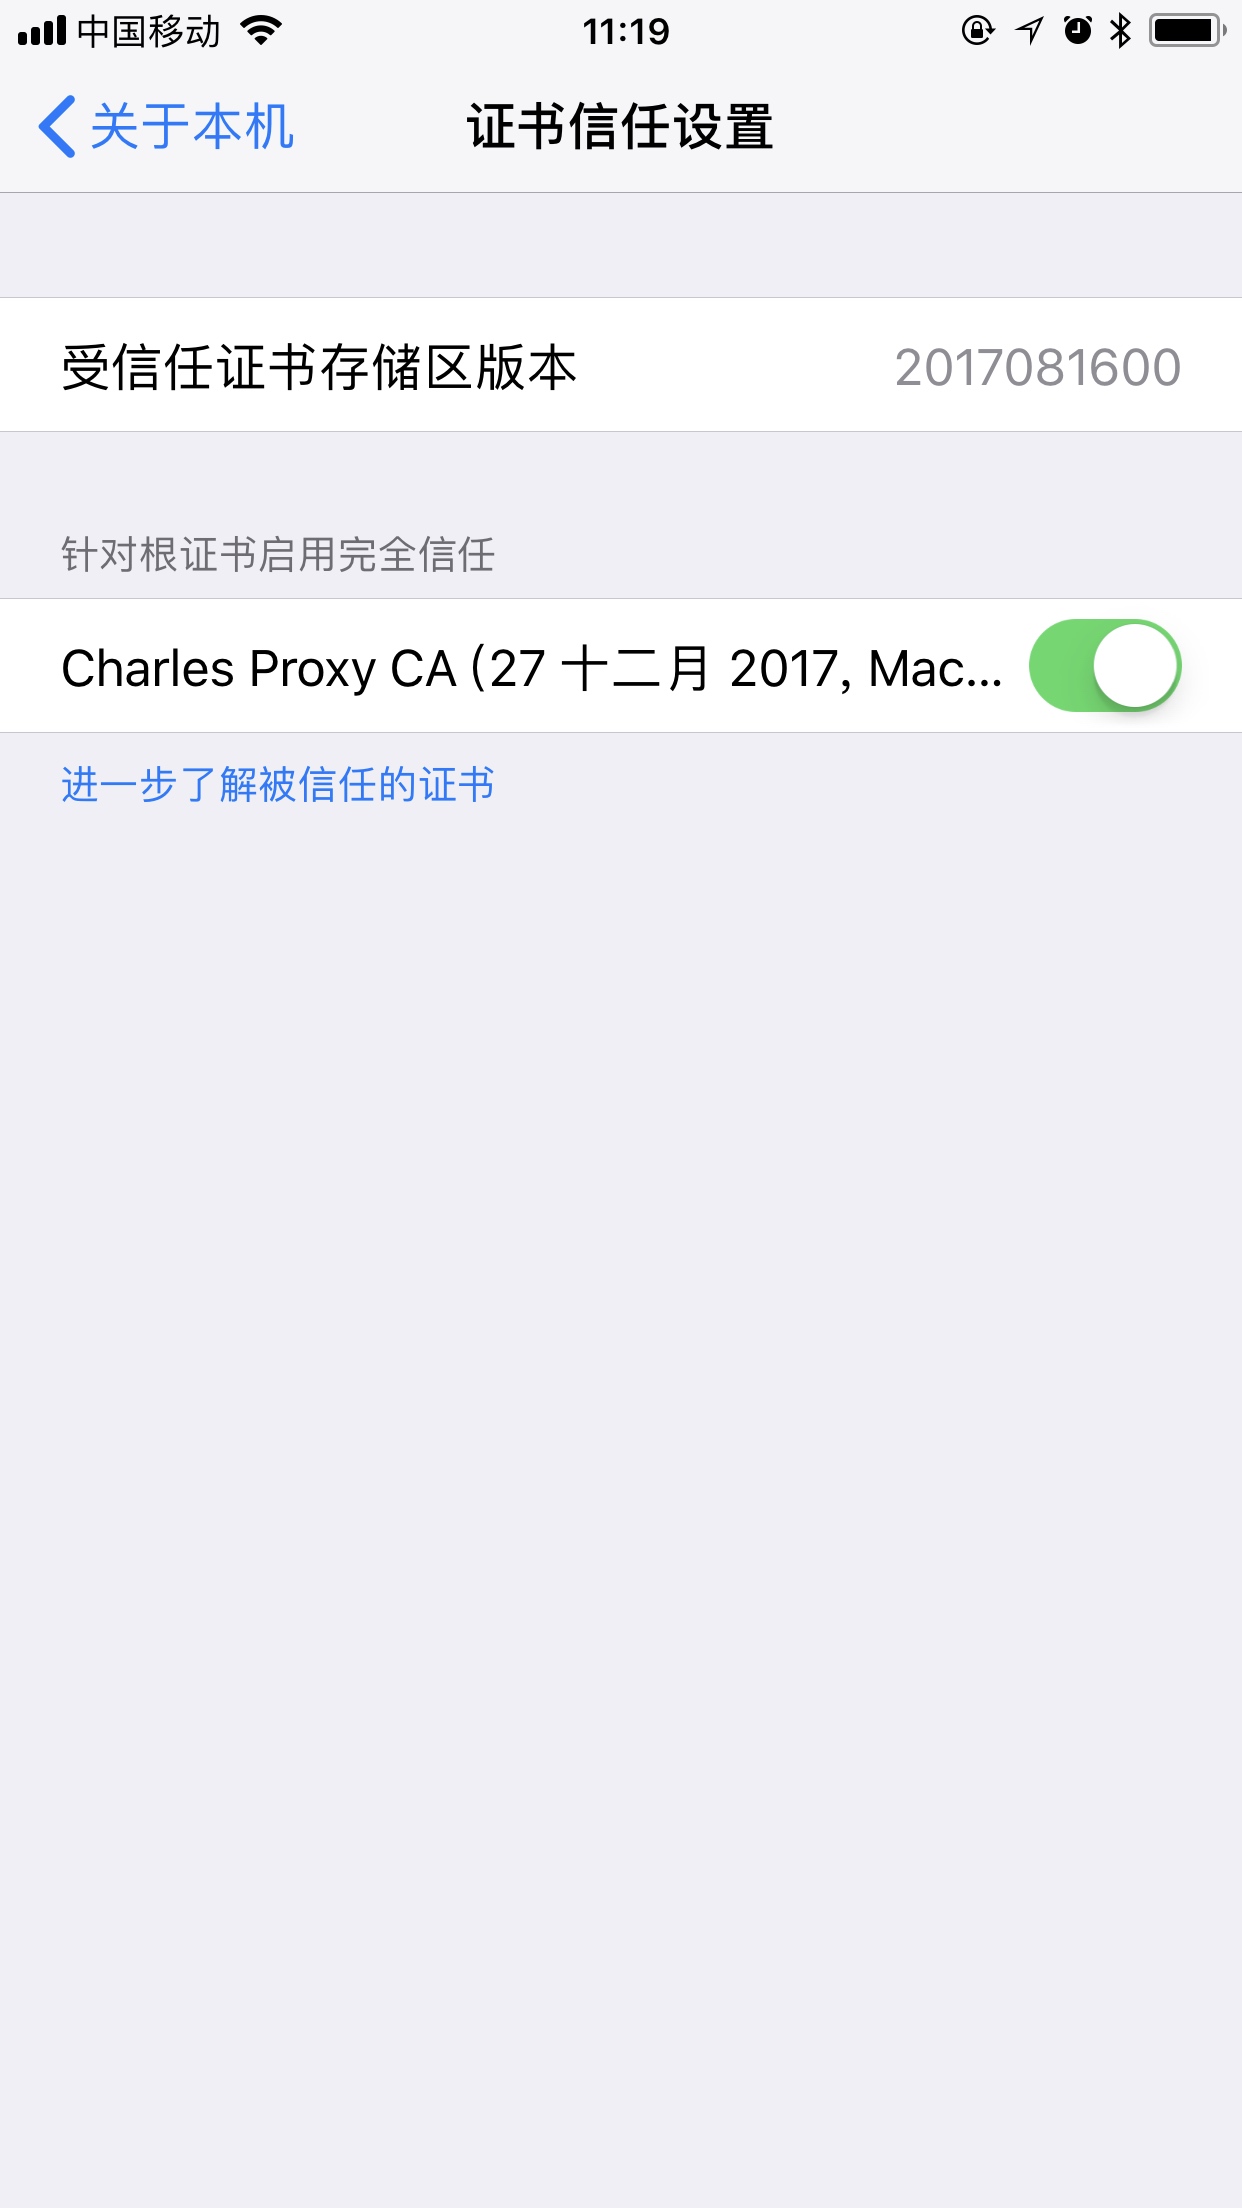 中国移动 11:19
关于本机 证书信任设置
受信任证书存储区版本 2017081600
针对根证书启用完全信任
Charles Proxy CA (27 十二月 2017, Mac...
进一步了解被信任的证书